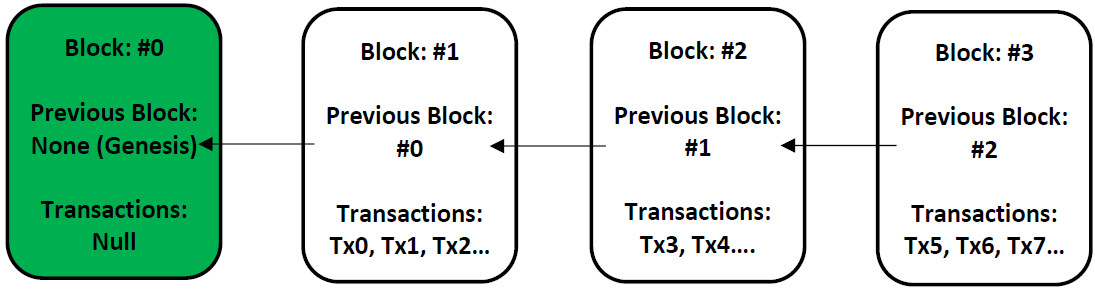 Block: #0
Previous Block:
None (Genesis)
Transactions:
Null
Block: #1
Previous Block:
#0
Transactions:
Tx0, Tx1, Tx2...
Block: #2
Previous Block:
#1
Transactions:
Tx3, Tx4....
Block: #3
Previous Block:
#2
Transactions:
Tx5, Tx6, Tx7...